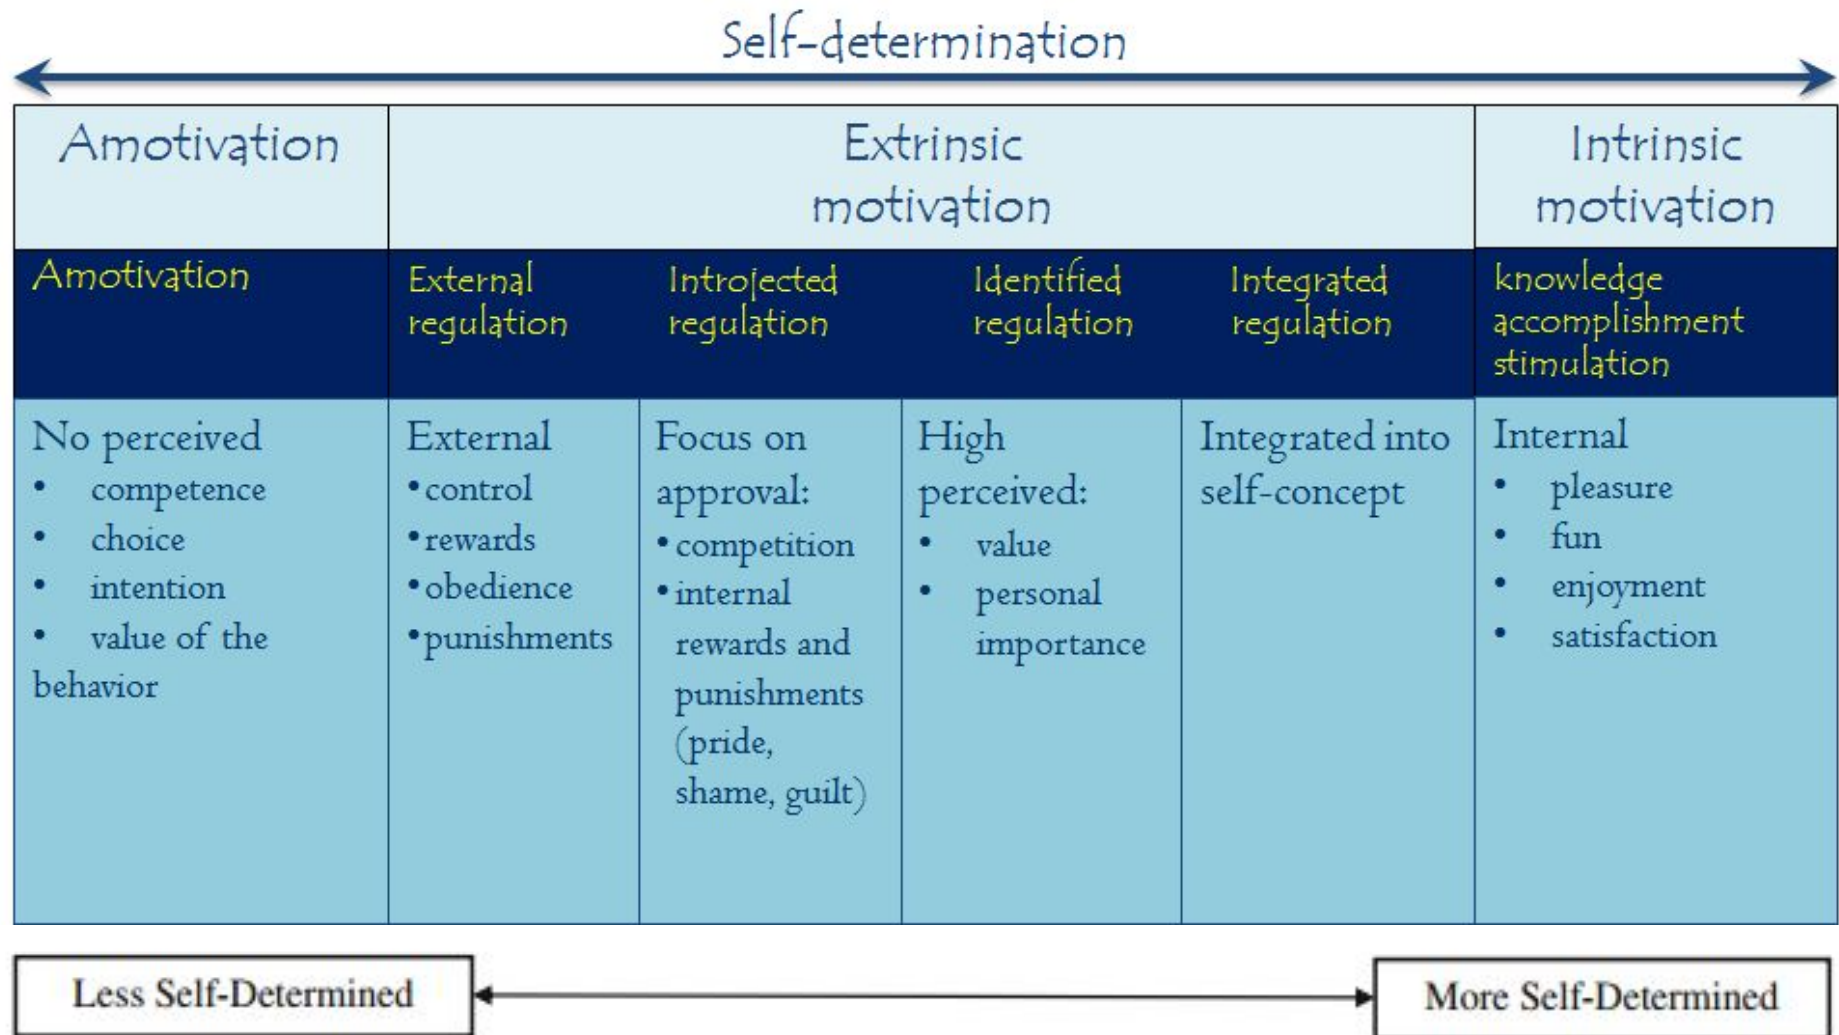 Self-determination
Amotivation
Extrinsic
motivation
Intrinsic
motivation
Amotivation
External
regulation
Introjected
regulation
Identified
regulation
Integrated
regulation
knowledge
accomplishment
stimulation
No perceived
• competence
• choice
• intention
• value of the
behavior
External
•control
•rewards
•obedience
•punishments
Focus on
approval:
•competition
•internal
rewards and
punishments
(pride,
shame, guilt)
High
perceived:
• value
• personal
importance
Integrated into
self-concept
Internal
• pleasure
• fun
• enjoyment
• satisfaction
Less Self-Determined
More Self-Determined